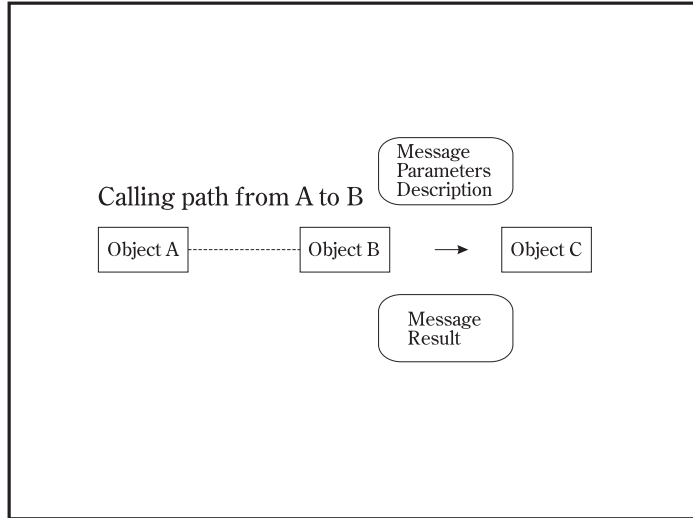 Message
Parameters
Description
Calling path from A to B
Object A
Object B
Object C
Message
Result